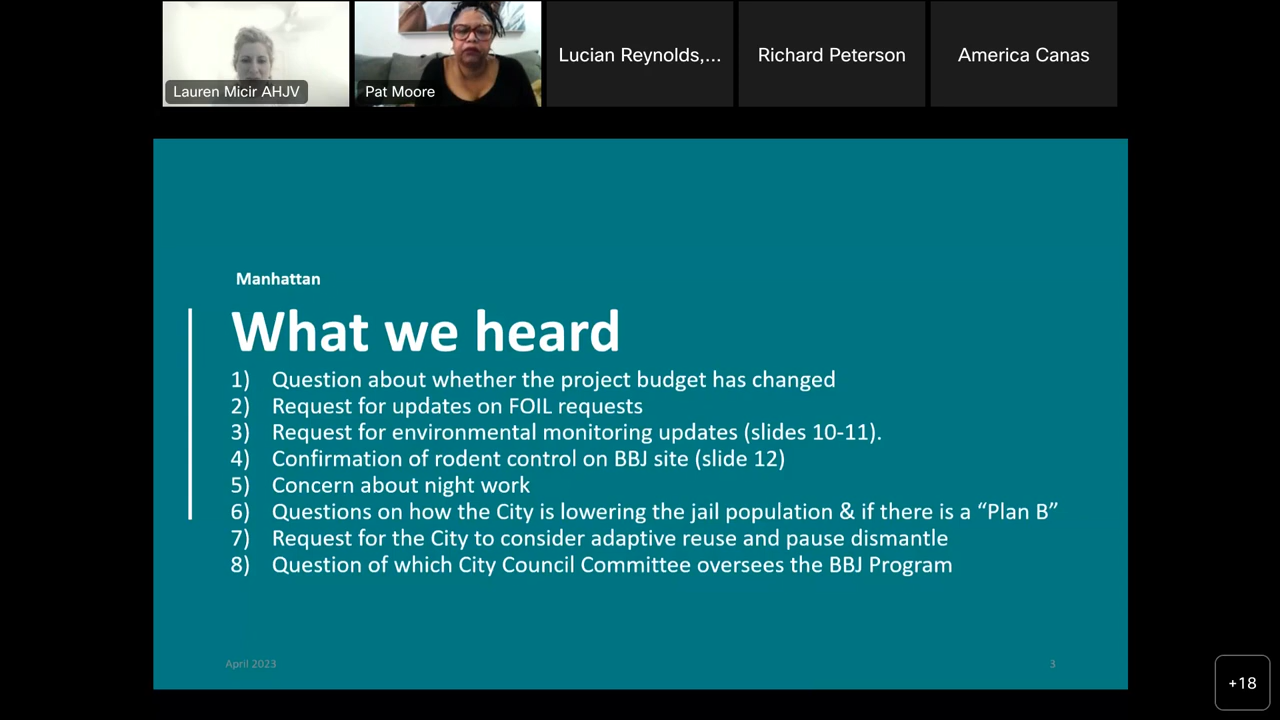 Lauren Micir AHJV
Pat Moore
Lucian Reynolds,...
Richard Peterson
America Canas
Manhattan
What we heard
1) Question about whether the project budget has changed
2) Request for updates on FOIL requests
3) Request for environmental monitoring updates (slides 10-11).
4) Confirmation of rodent control on BBJ site (slide 12)
5) Concern about night work
6) Questions on how the City is lowering the jail population & if there is a “Plan B”
7) Request for the City to consider adaptive reuse and pause dismantle
8) Question of which City Council Committee oversees the BBJ Program
April 2023
3
+18